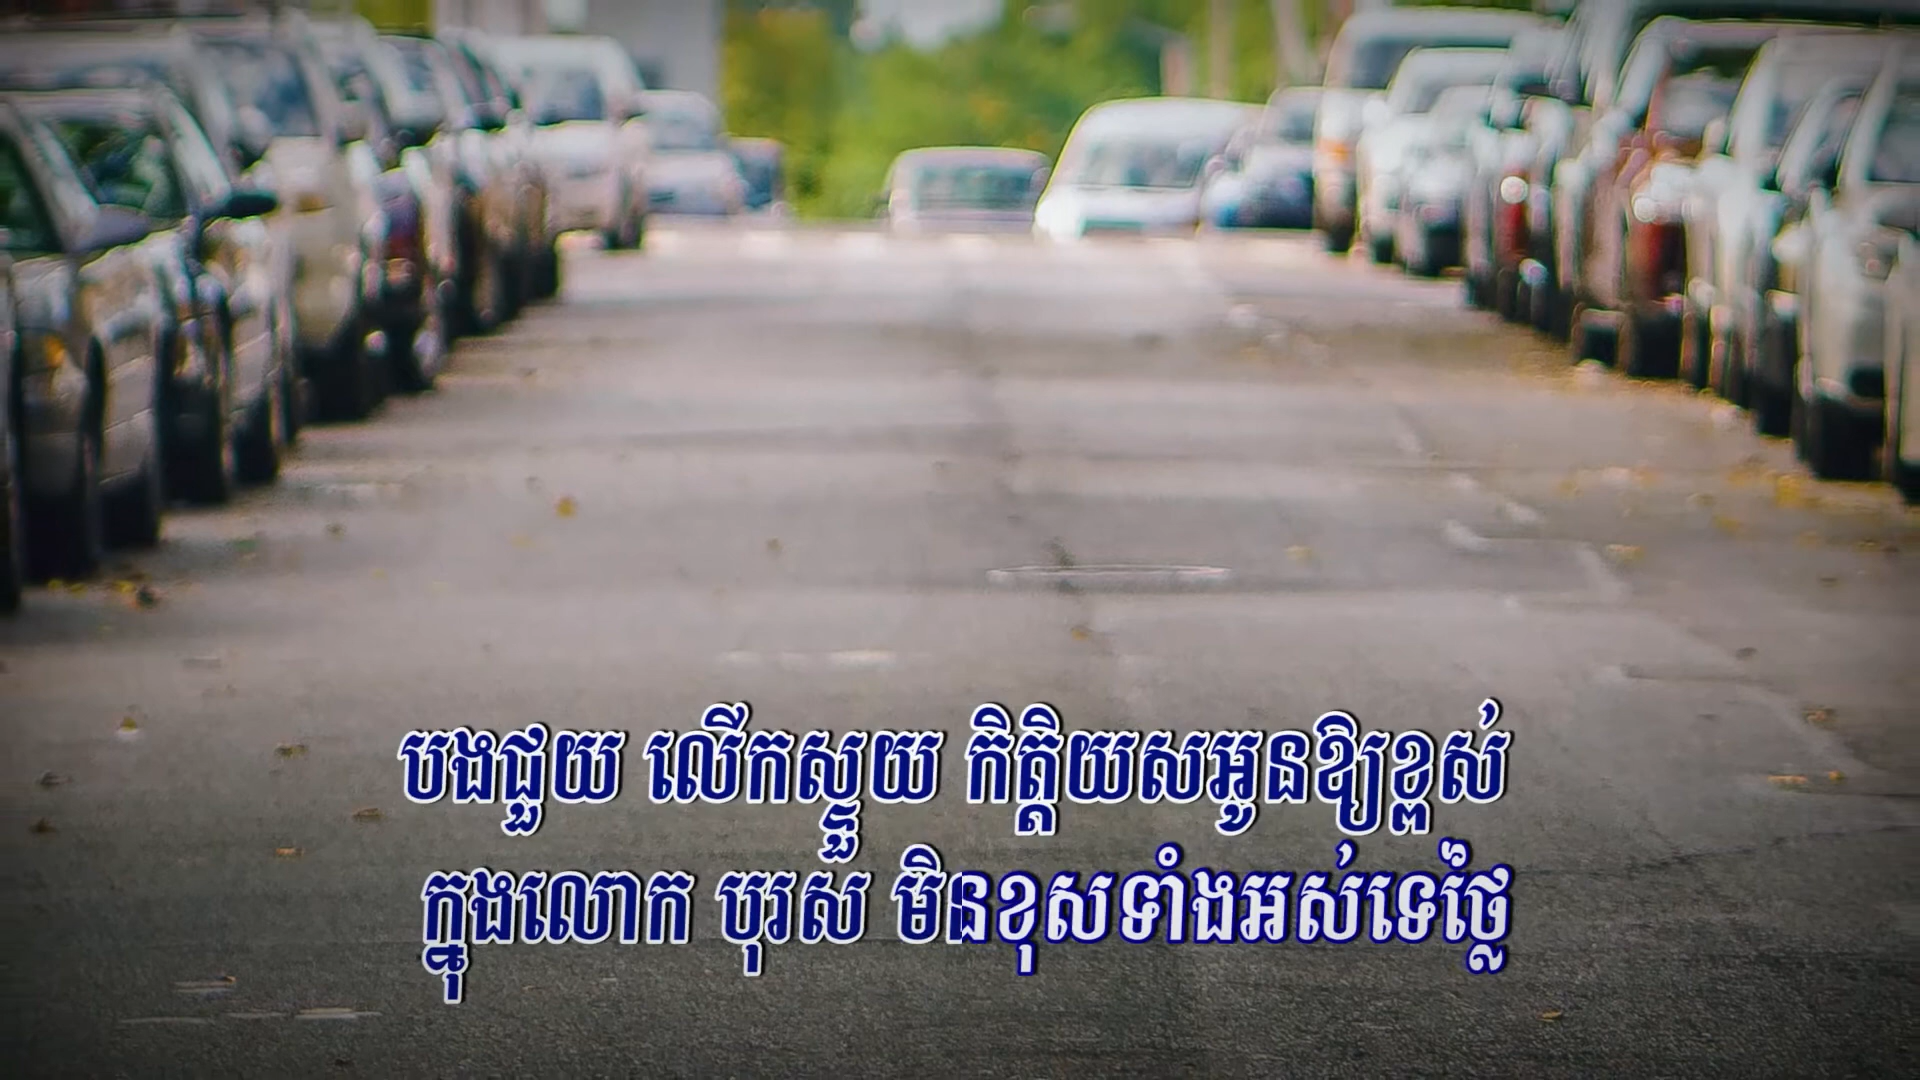 បងជួយ លើកស្ទួយ កិត្តិយសអូនឱ្យខ្ពស់
ក្នុងលោក បុរស មិនខុសទាំងអស់ទេថ្លៃ